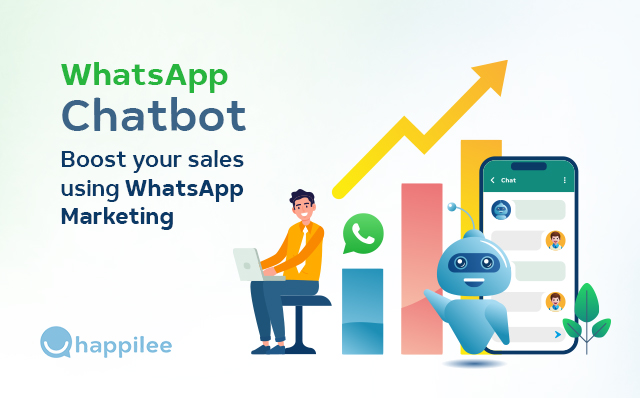 WhatsApp
Chatbot
Boost your sales
using WhatsApp
Marketing
Chat
happilee